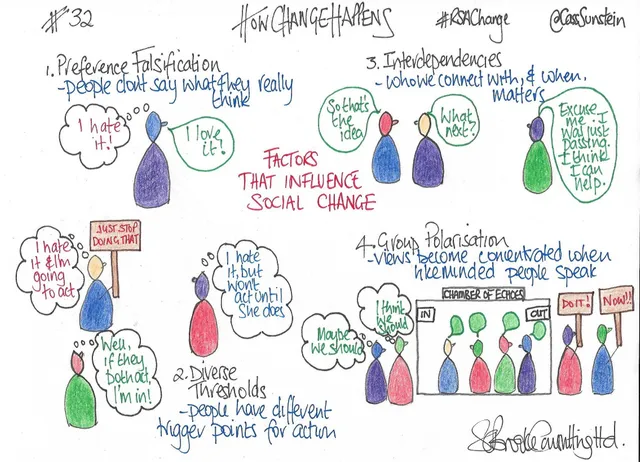 #32
HOW CHANGE HAPPENS
#RSAChange
@CassSunstein
1. Preference Falsification
- people don't say what they really
think
I hate
it!
I love
it!
FACTORS
THAT INFLUENCE
SOCIAL CHANGE
3. Interdependencies
- who we connect with, & when,
matters
So that's
the
idea
What
next?
Excuse
me. I
was just
passing.
I think
I can
help.
I hate
it & I'm
going
to act
JUST STOP
DOING THAT
Well,
if they
both act,
I'm in!
I hate
it, but
won't
act until
she does
2. Diverse
Thresholds
- people have different
trigger points for action
4. Group Polarisation
- views become concentrated when
likeminded people speak
Maybe
we should
I think
we
should
CHAMBER OF ECHOES
IN
OUT
DO IT!
NOW!!